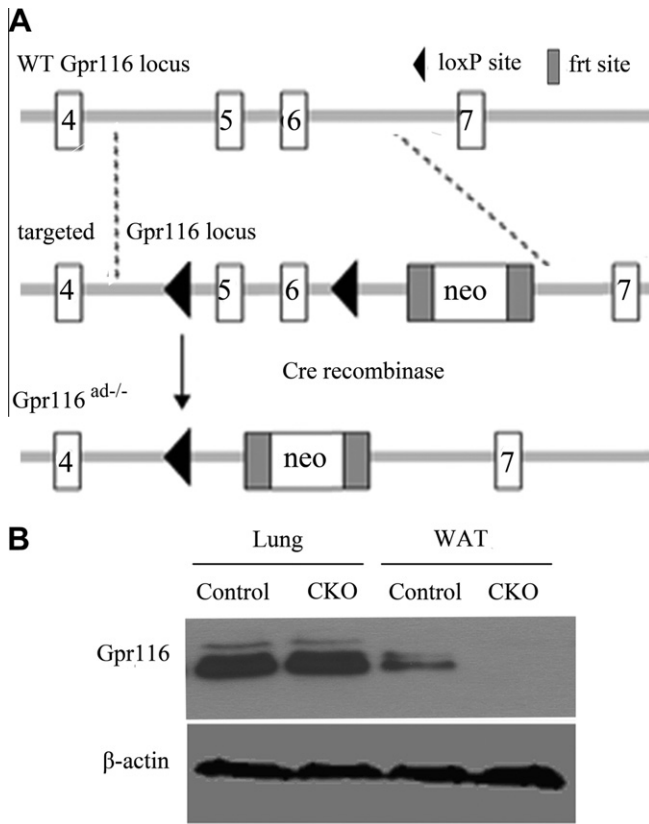 A
WT Gpr116 locus
loxP site
frt site
4
5
6
7
targeted Gpr116 locus
4
5
6
neo
7
Cre recombinase
Gpr116 ad-/-
4
neo
7
B
Lung WAT
Control CKO Control CKO
Gpr116
β-actin